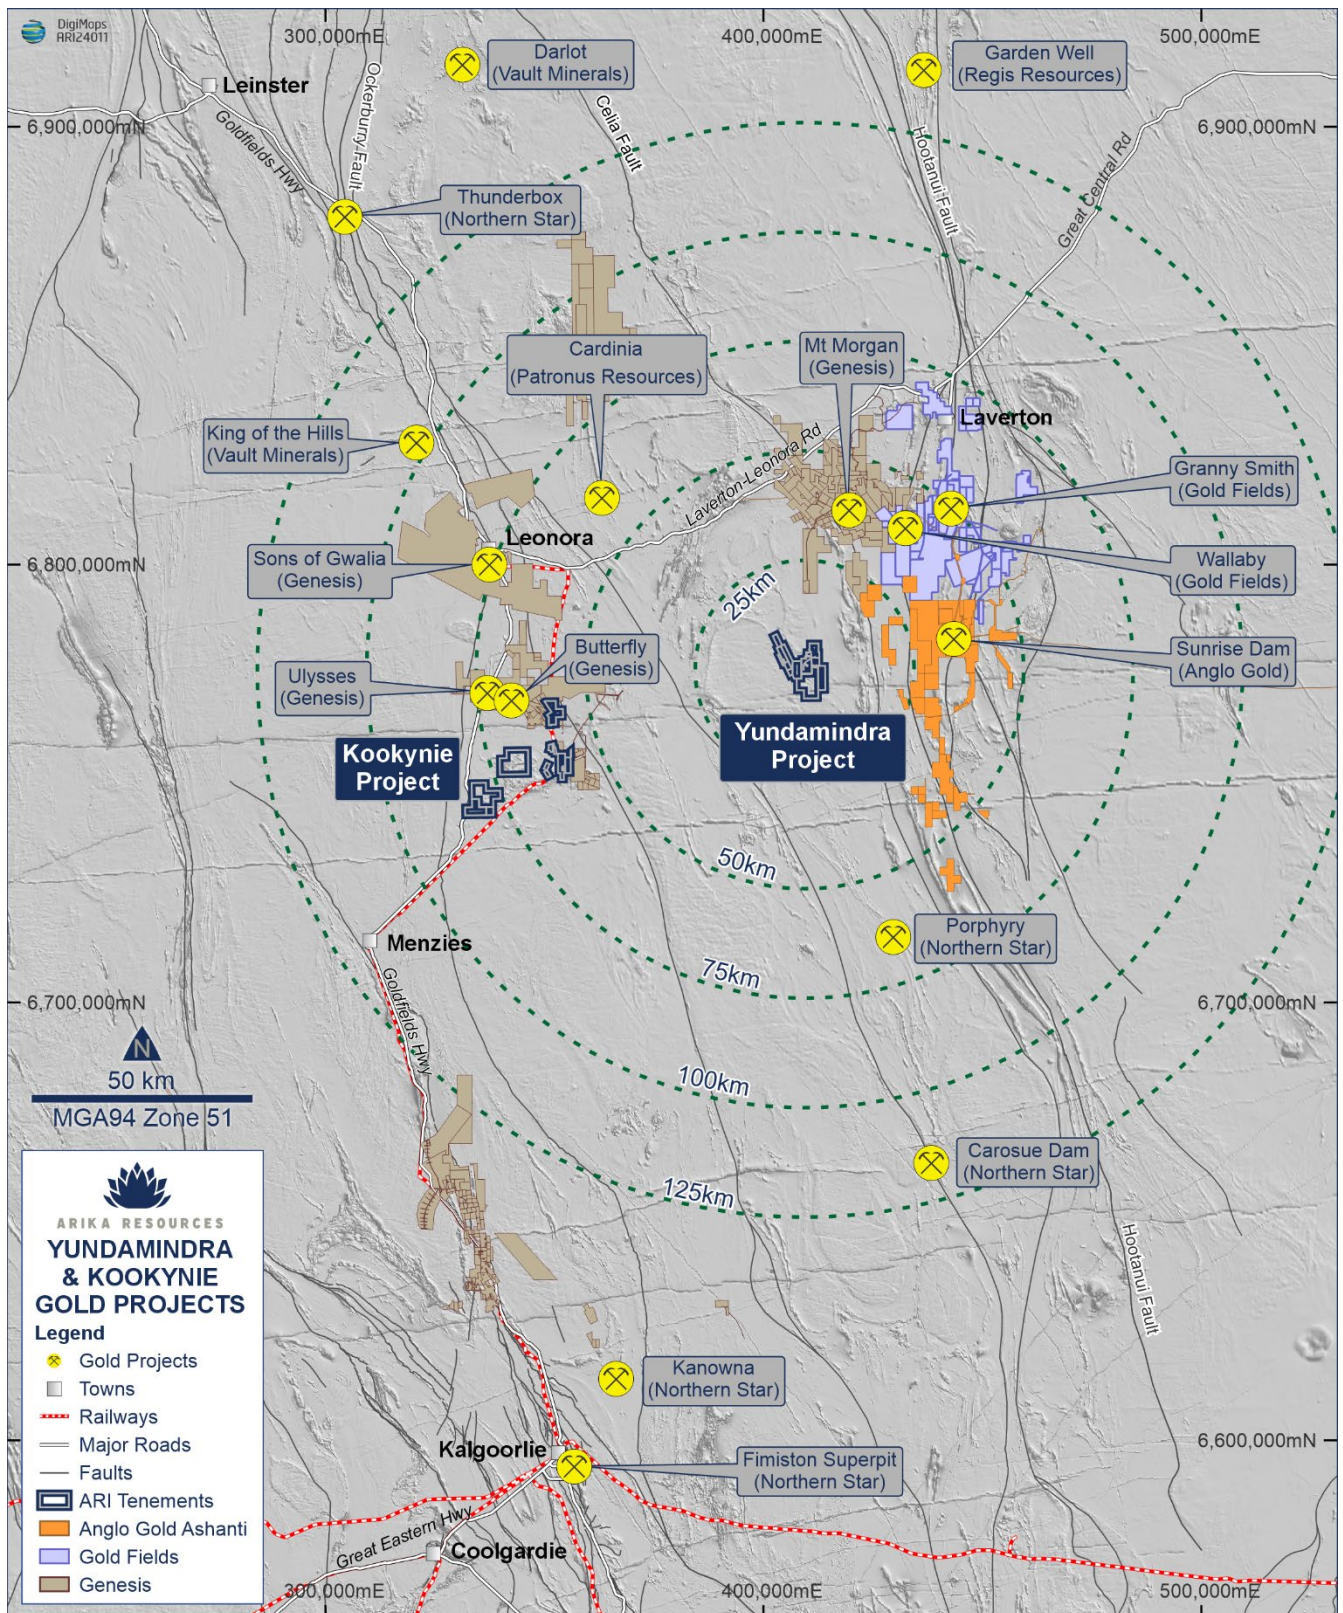 DigiMops
ARI24011
300,000mE
400,000mE
500,000mE
Darlot
(Vault Minerals)
Garden Well
(Regis Resources)
Leinster
Ockerburry Fault
Celia Fault
6,900,000mN
6,900,000mN
Goldfields Hwy
Hootanui Fault
Great Central Rd
Thunderbox
(Northern Star)
Cardinia
(Patronus Resources)
Mt Morgan
(Genesis)
Laverton
King of the Hills
(Vault Minerals)
Laverton-Leonora Rd
Granny Smith
(Gold Fields)
Leonora
Sons of Gwalia
(Genesis)
6,800,000mN
Wallaby
(Gold Fields)
25km
Butterfly
(Genesis)
Sunrise Dam
(Anglo Gold)
Ulysses
(Genesis)
Yundamindra
Project
Kookynie
Project
50km
Porphyry
(Northern Star)
Menzies
75km
Goldfields Hwy
6,700,000mN
6,700,000mN
N
50 km
MGA94 Zone 51
100km
Carosue Dam
(Northern Star)
125km
Hootanui Fault
ARIKA RESOURCES
YUNDAMINDRA
& KOOKYNIE
GOLD PROJECTS
Legend
Gold Projects
Towns
Railways
Major Roads
Faults
ARI Tenements
Anglo Gold Ashanti
Gold Fields
Genesis
Kanowna
(Northern Star)
Kalgoorlie
6,600,000mN
Fimiston Superpit
(Northern Star)
Great Eastern Hwy
Coolgardie
300,000mE
400,000mE
500,000mE